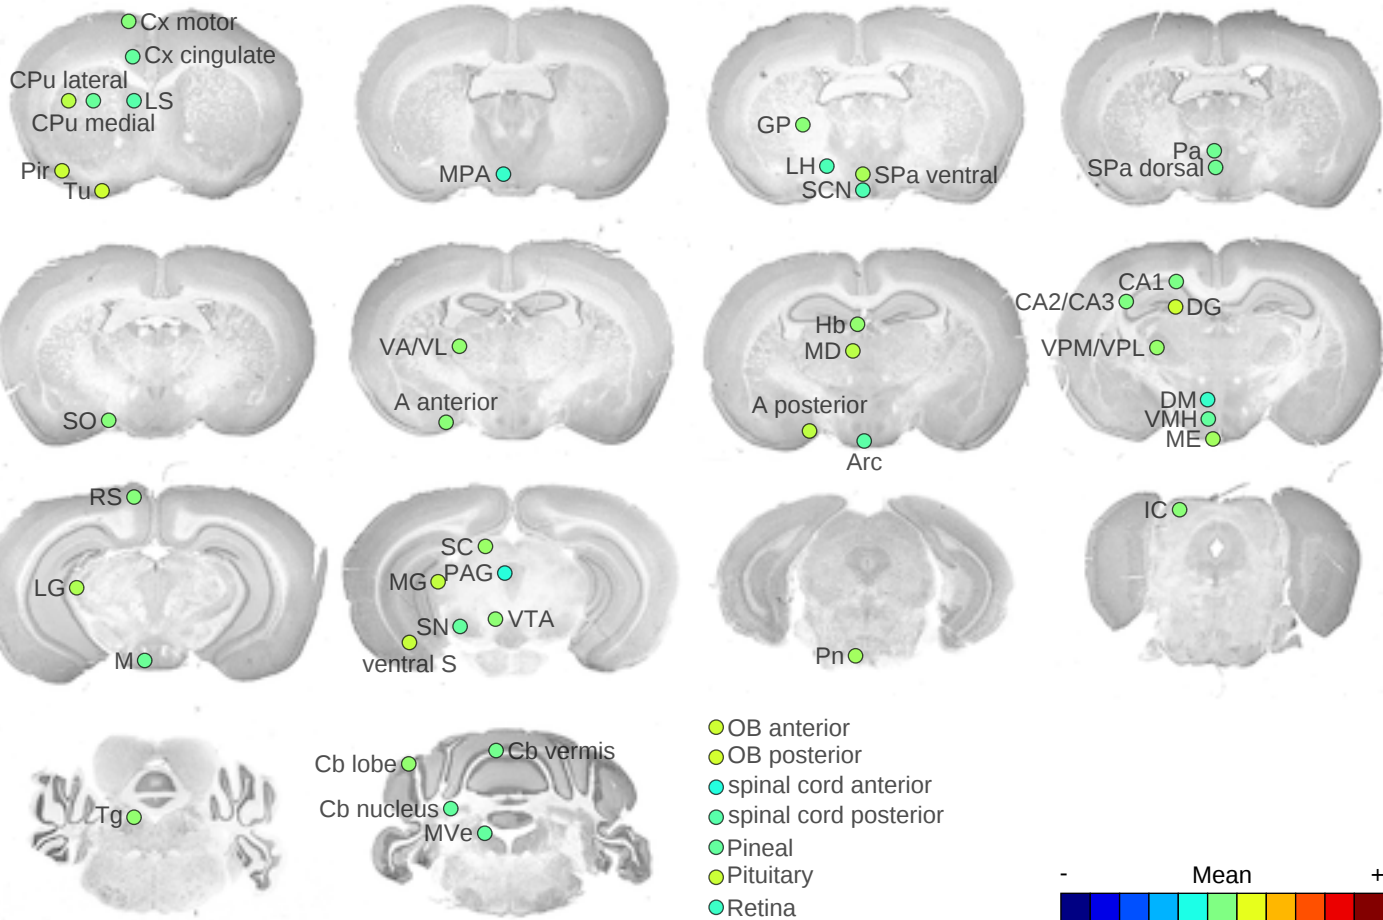 Cx motor
Cx cingulate
CPu lateral
LS
CPu medial
Pir
Tu
MPA
GP
LH
SPa ventral
SCN
Pa
SPa dorsal
SO
VA/VL
A anterior
Hb
MD
A posterior
Arc
CA1
CA2/CA3
DG
VPM/VPL
DM
VMH
ME
RS
LG
M
SC
PAG
MG
VTA
SN
ventral S
Pn
IC
Tg
Cb vermis
Cb lobe
Cb nucleus
MVe
OB anterior
OB posterior
spinal cord anterior
spinal cord posterior
Pineal
Pituitary
Retina
- Mean +